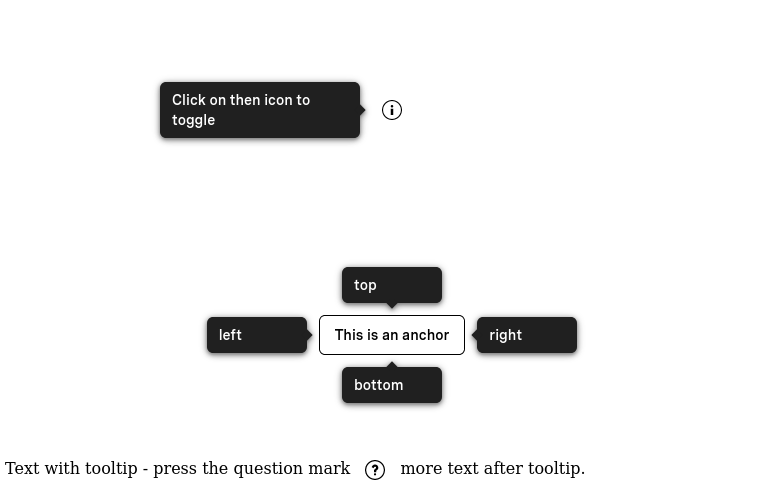 Click on then icon to
toggle
top
left
This is an anchor
right
bottom
Text with tooltip - press the question mark ? more text after tooltip.